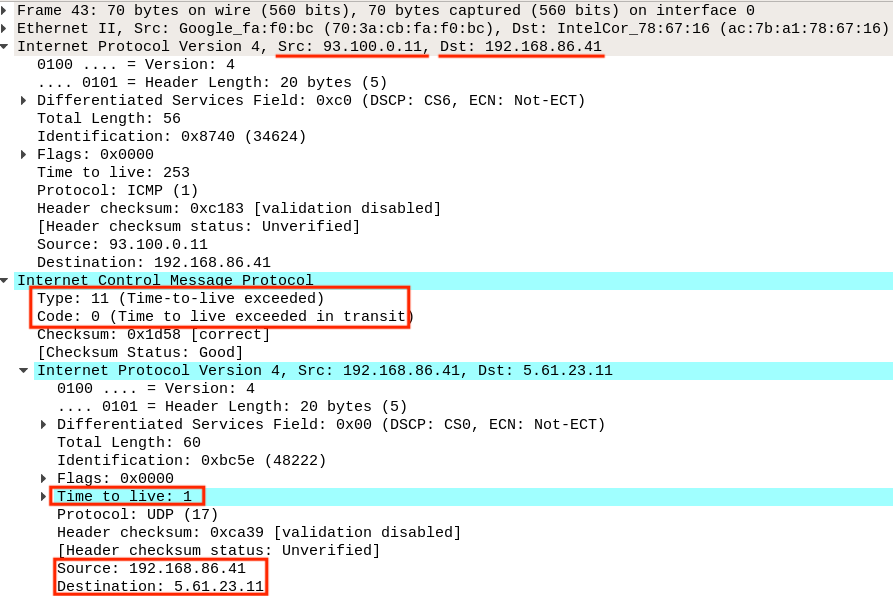 Frame 43: 70 bytes on wire (560 bits), 70 bytes captured (560 bits) on interface 0
Ethernet II, Src: Google_fa:f0:bc (70:3a:cb:fa:f0:bc), Dst: IntelCor_78:67:16 (ac:7b:a1:78:67:16)
Internet Protocol Version 4, Src: 93.100.0.11, Dst: 192.168.86.41
0100 .... = Version: 4
.... 0101 = Header Length: 20 bytes (5)
Differentiated Services Field: 0xc0 (DSCP: CS6, ECN: Not-ECT)
Total Length: 56
Identification: 0x8740 (34624)
Flags: 0x0000
Time to live: 253
Protocol: ICMP (1)
Header checksum: 0xc183 [validation disabled]
[Header checksum status: Unverified]
Source: 93.100.0.11
Destination: 192.168.86.41
Internet Control Message Protocol
Type: 11 (Time-to-live exceeded)
Code: 0 (Time to live exceeded in transit)
Checksum: 0x1d58 [correct]
[Checksum Status: Good]
Internet Protocol Version 4, Src: 192.168.86.41, Dst: 5.61.23.11
0100 .... = Version: 4
.... 0101 = Header Length: 20 bytes (5)
Differentiated Services Field: 0x00 (DSCP: CS0, ECN: Not-ECT)
Total Length: 60
Identification: 0xbc5e (48222)
Flags: 0x0000
Time to live: 1
Protocol: UDP (17)
Header checksum: 0xca39 [validation disabled]
[Header checksum status: Unverified]
Source: 192.168.86.41
Destination: 5.61.23.11